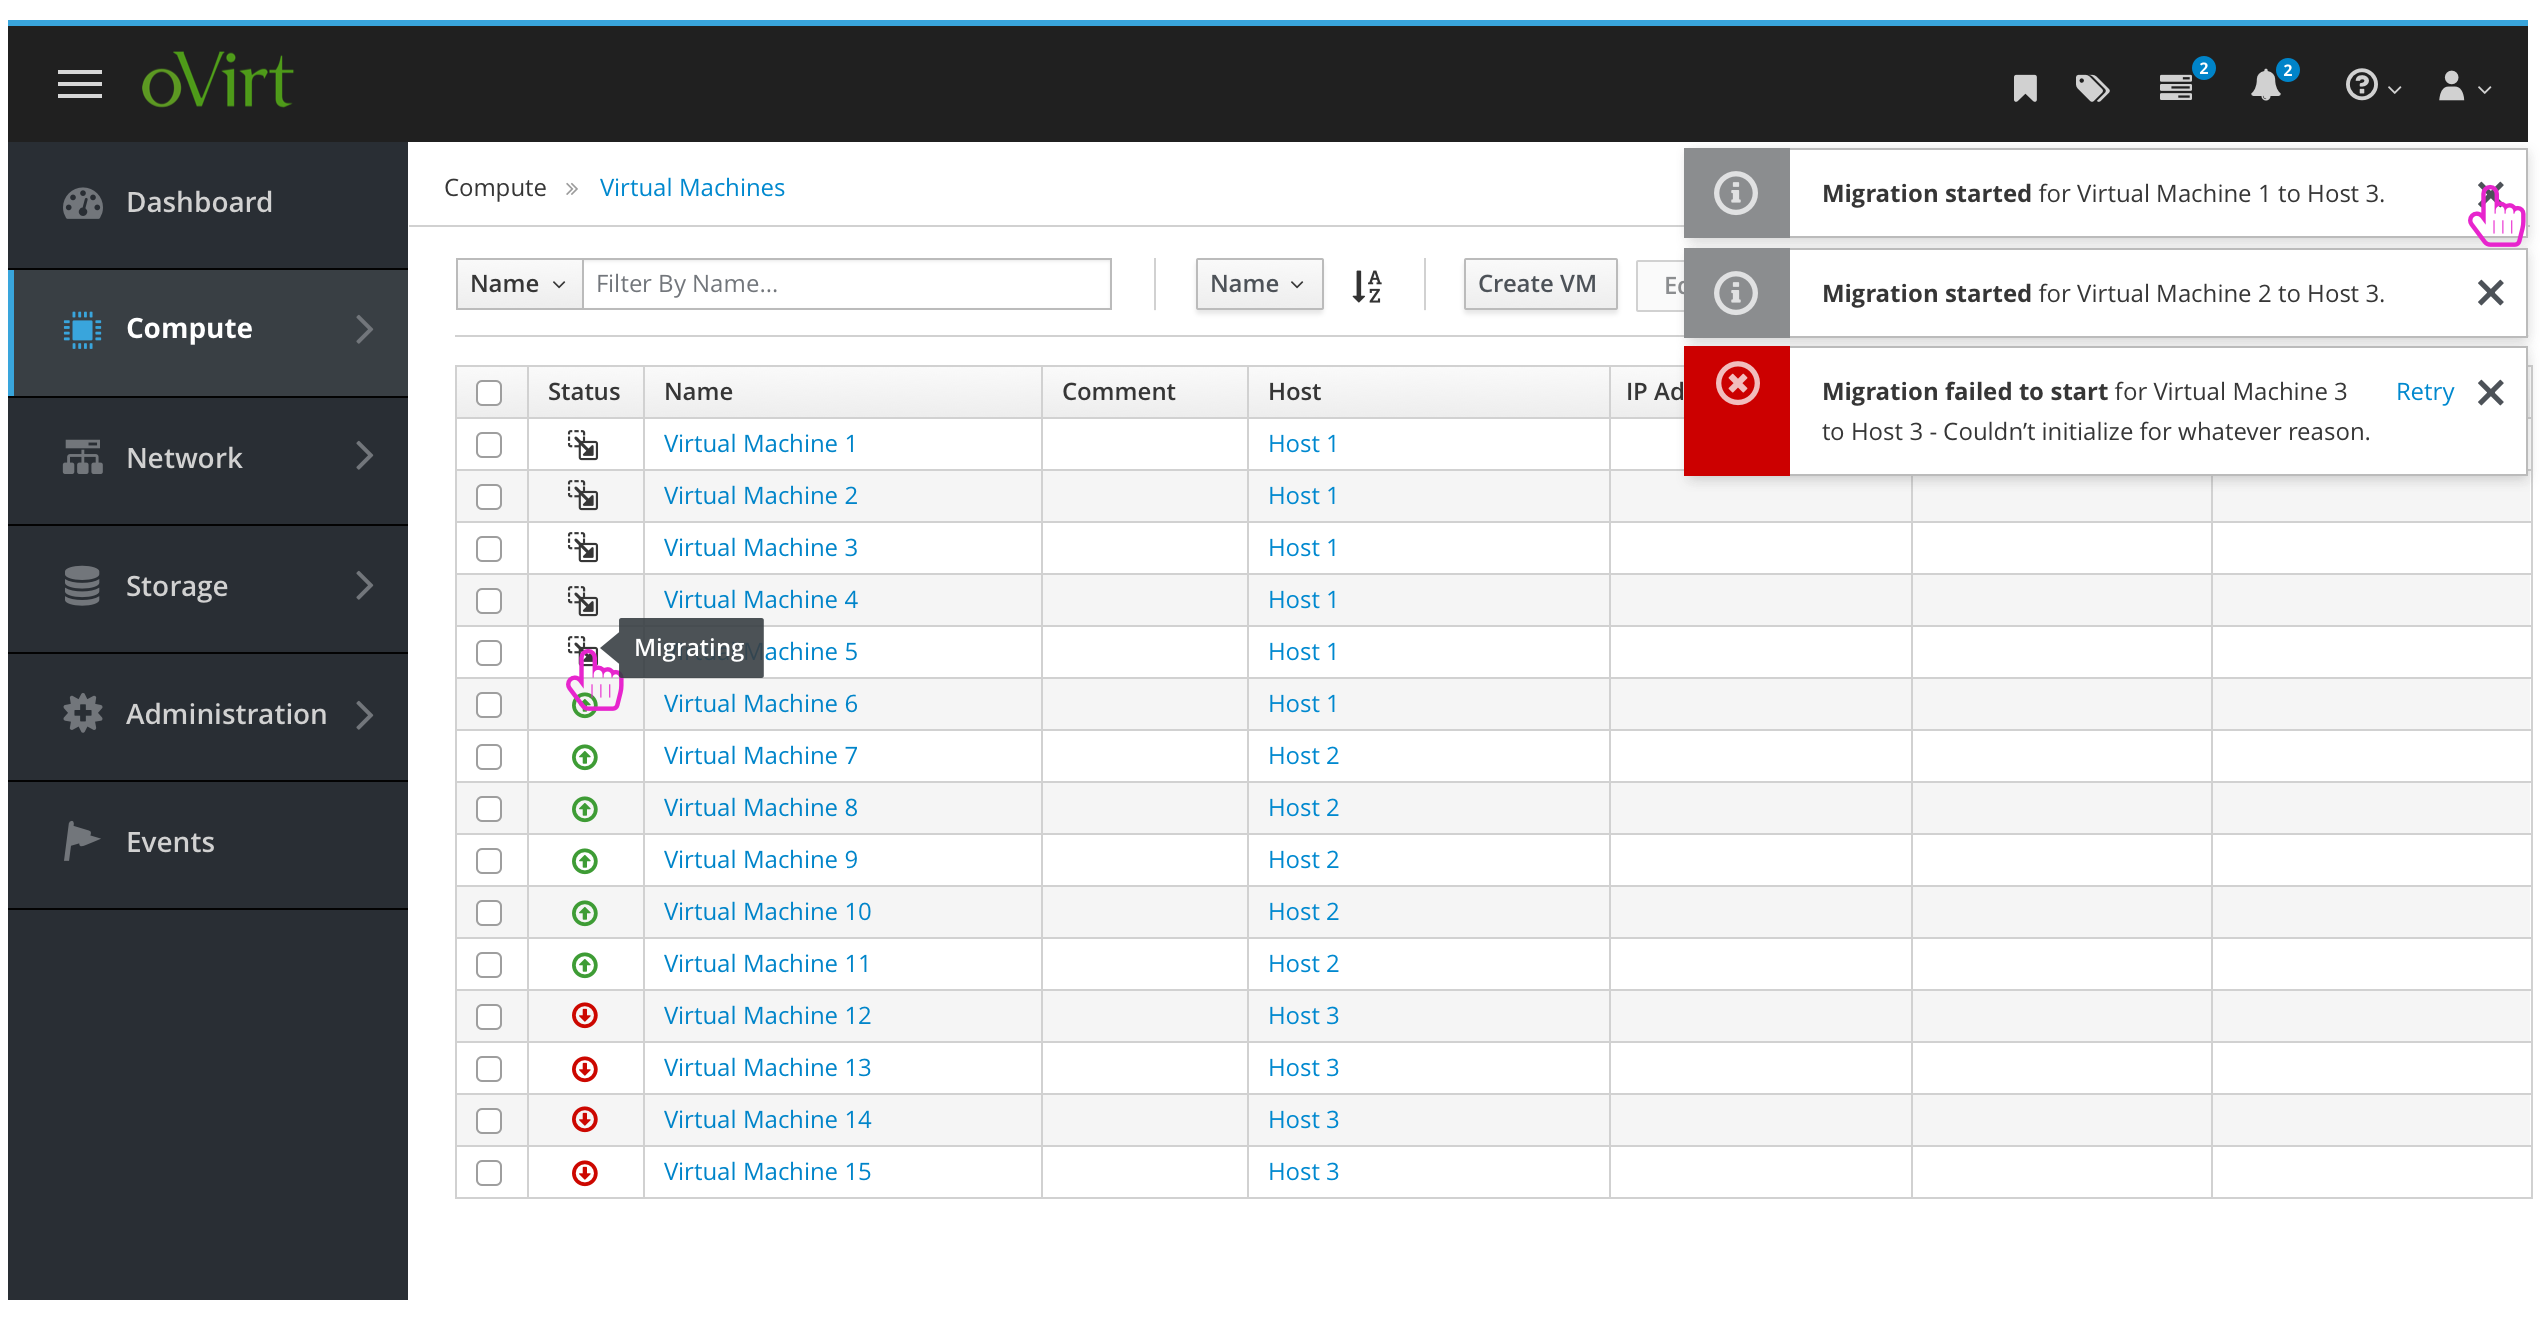 oVirt
2
2
Dashboard
Compute
Network
Storage
Administration
Events
Compute » Virtual Machines
Migration started for Virtual Machine 1 to Host 3.
Migration started for Virtual Machine 2 to Host 3.
Migration failed to start for Virtual Machine 3
to Host 3 - Couldn’t initialize for whatever reason.
Retry
Name
Filter By Name...
Name
A
Z
Create VM
Status Name Comment Host
Virtual Machine 1 Host 1
Virtual Machine 2 Host 1
Virtual Machine 3 Host 1
Virtual Machine 4 Host 1
Migrating
achine 5 Host 1
Virtual Machine 6 Host 1
Virtual Machine 7 Host 2
Virtual Machine 8 Host 2
Virtual Machine 9 Host 2
Virtual Machine 10 Host 2
Virtual Machine 11 Host 2
Virtual Machine 12 Host 3
Virtual Machine 13 Host 3
Virtual Machine 14 Host 3
Virtual Machine 15 Host 3